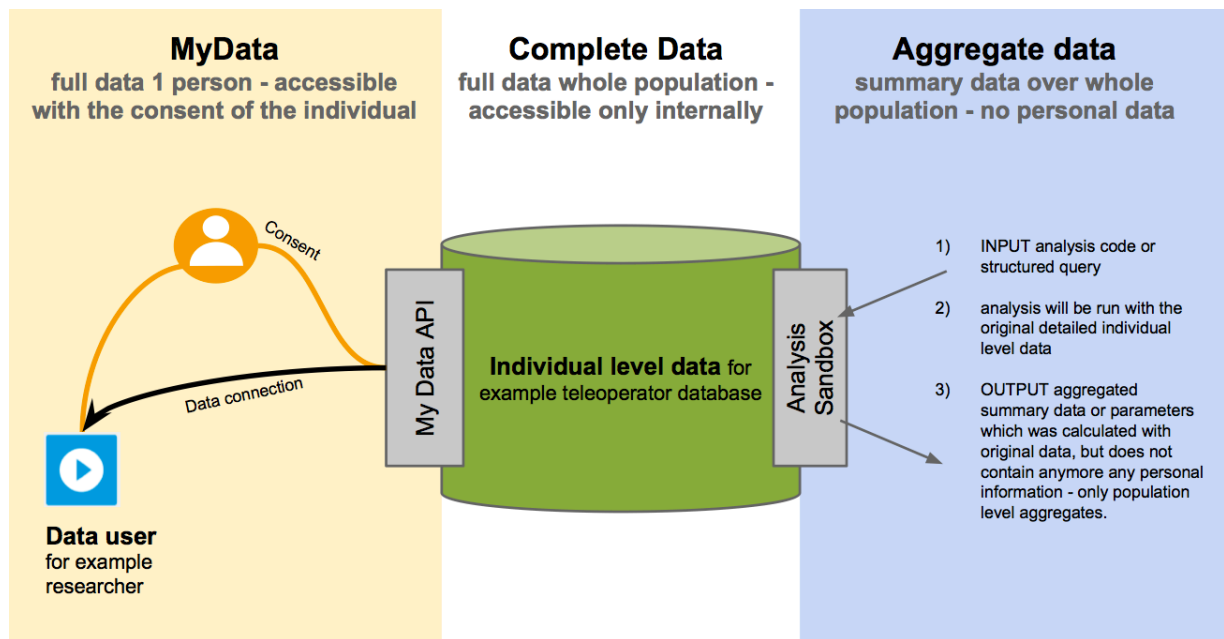 MyData
full data 1 person - accessible
with the consent of the individual
Complete Data
full data whole population -
accessible only internally
Aggregate data
summary data over whole
population - no personal data
Consent
Data connection
Data user
for example
researcher
My Data API
Individual level data for
example teleoperator database
Analysis
Sandbox
1) INPUT analysis code or
structured query
2) analysis will be run with the
original detailed individual
level data
3) OUTPUT aggregated
summary data or parameters
which was calculated with
original data, but does not
contain anymore any personal
information - only population
level aggregates.